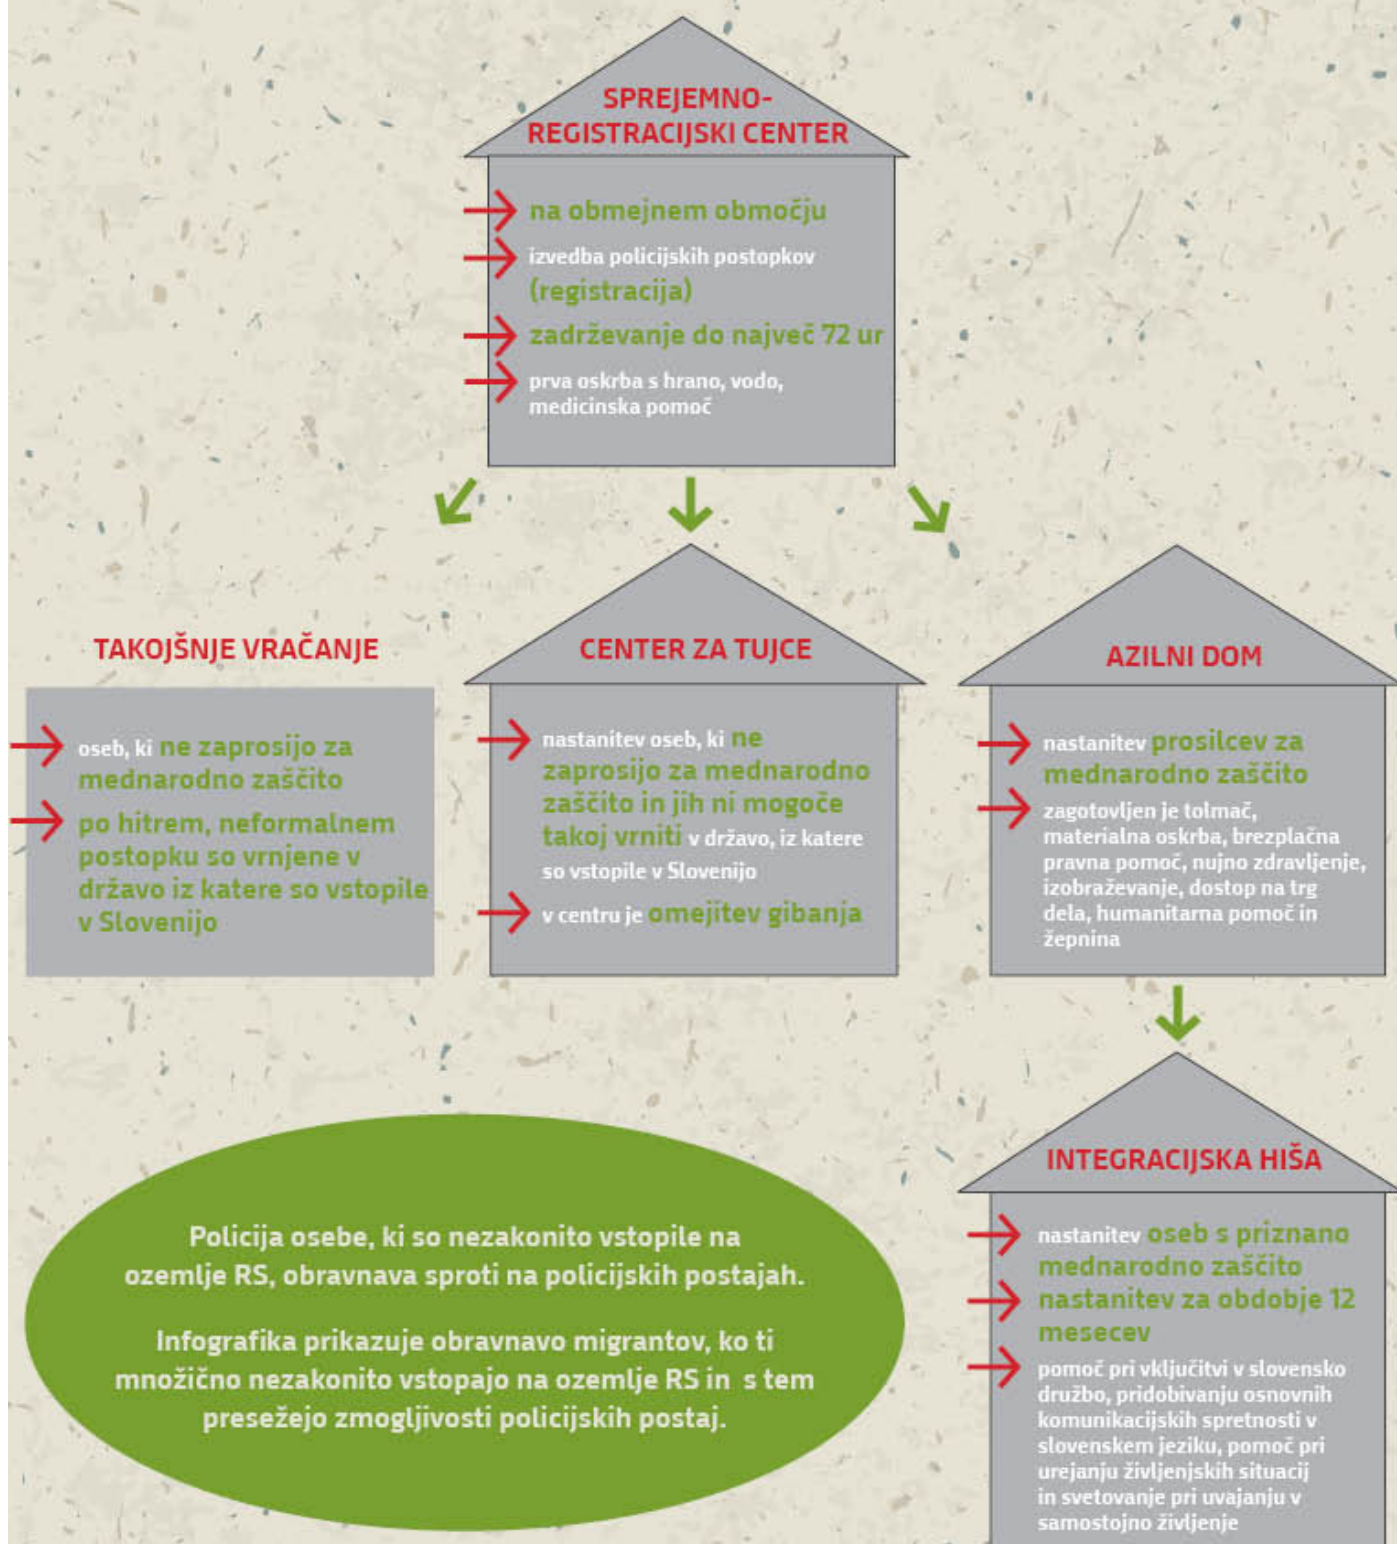 SPREJEMNO-
REGISTRACIJSKI CENTER
na obmejnem območju
izvedba policijskih postopkov
(registracija)
zadrževanje do največ 72 ur
prva oskrba s hrano, vodo,
medicinska pomoč
TAKOJŠNJE VRAČANJE
oseb, ki ne zaprosijo za
mednarodno zaščito
po hitrem, neformalnem
postopku so vrnjene v
državo iz katere so vstopile
v Slovenijo
CENTER ZA TUJCE
nastanitev oseb, ki ne
zaprosijo za mednarodno
zaščito in jih ni mogoče
takoj vrniti v državo, iz katere
so vstopile v Slovenijo
v centru je omejitev gibanja
AZILNI DOM
nastanitev prosilcev za
mednarodno zaščito
zagotovljen je tolmač,
materialna oskrba, brezplačna
pravna pomoč, nujno zdravljenje,
izobraževanje, dostop na trg
dela, humanitarna pomoč in
žepnina
Policija osebe, ki so nezakonito vstopile na
ozemlje RS, obravnava sproti na policijskih postajah.
Infografika prikazuje obravnavo migrantov, ko ti
množično nezakonito vstopajo na ozemlje RS in s tem
presežejo zmogljivosti policijskih postaj.
INTEGRACIJSKA HIŠA
nastanitev oseb s priznano
mednarodno zaščito
nastanitev za obdobje 12
mesecev
pomoč pri vključitvi v slovensko
družbo, pridobivanju osnovnih
komunikacijskih spretnosti v
slovenskem jeziku, pomoč pri
urejanju življenjskih situacij
in svetovanje pri uvajanju v
samostojno življenje